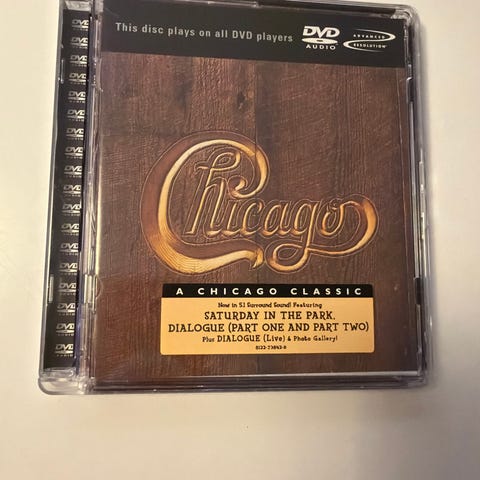 This disc plays on all DVD players
DVD
AUDIO
ADVANCED
RESOLUTION
Chicago
A CHICAGO CLASSIC
Now in 5.1 Surround Sound! Featuring
SATURDAY IN THE PARK,
DIALOGUE (PART ONE AND PART TWO)
Plus DIALOGUE (Live) & Photo Gallery!